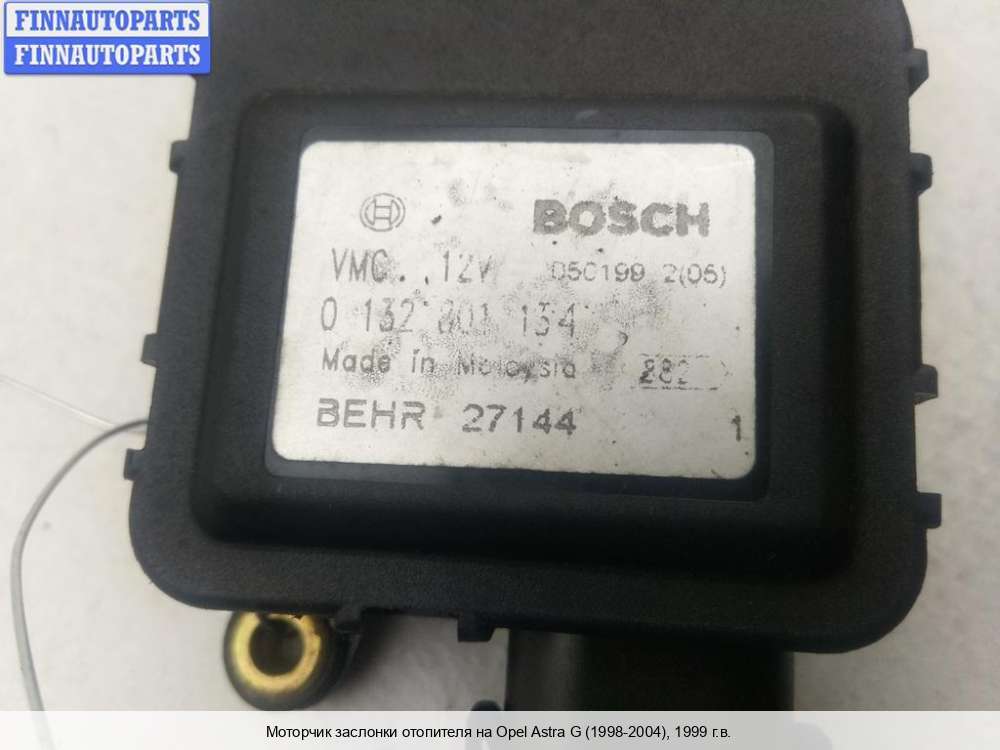 FINNAUTOPARTS
FINNAUTOPARTS
BOSCH
VMC.. 12V 050199 2(05)
0 132 801 134
Made in Malaysia 282
BEHR 27144 1
Моторчик заслонки отопителя на Opel Astra G (1998-2004), 1999 г.в.